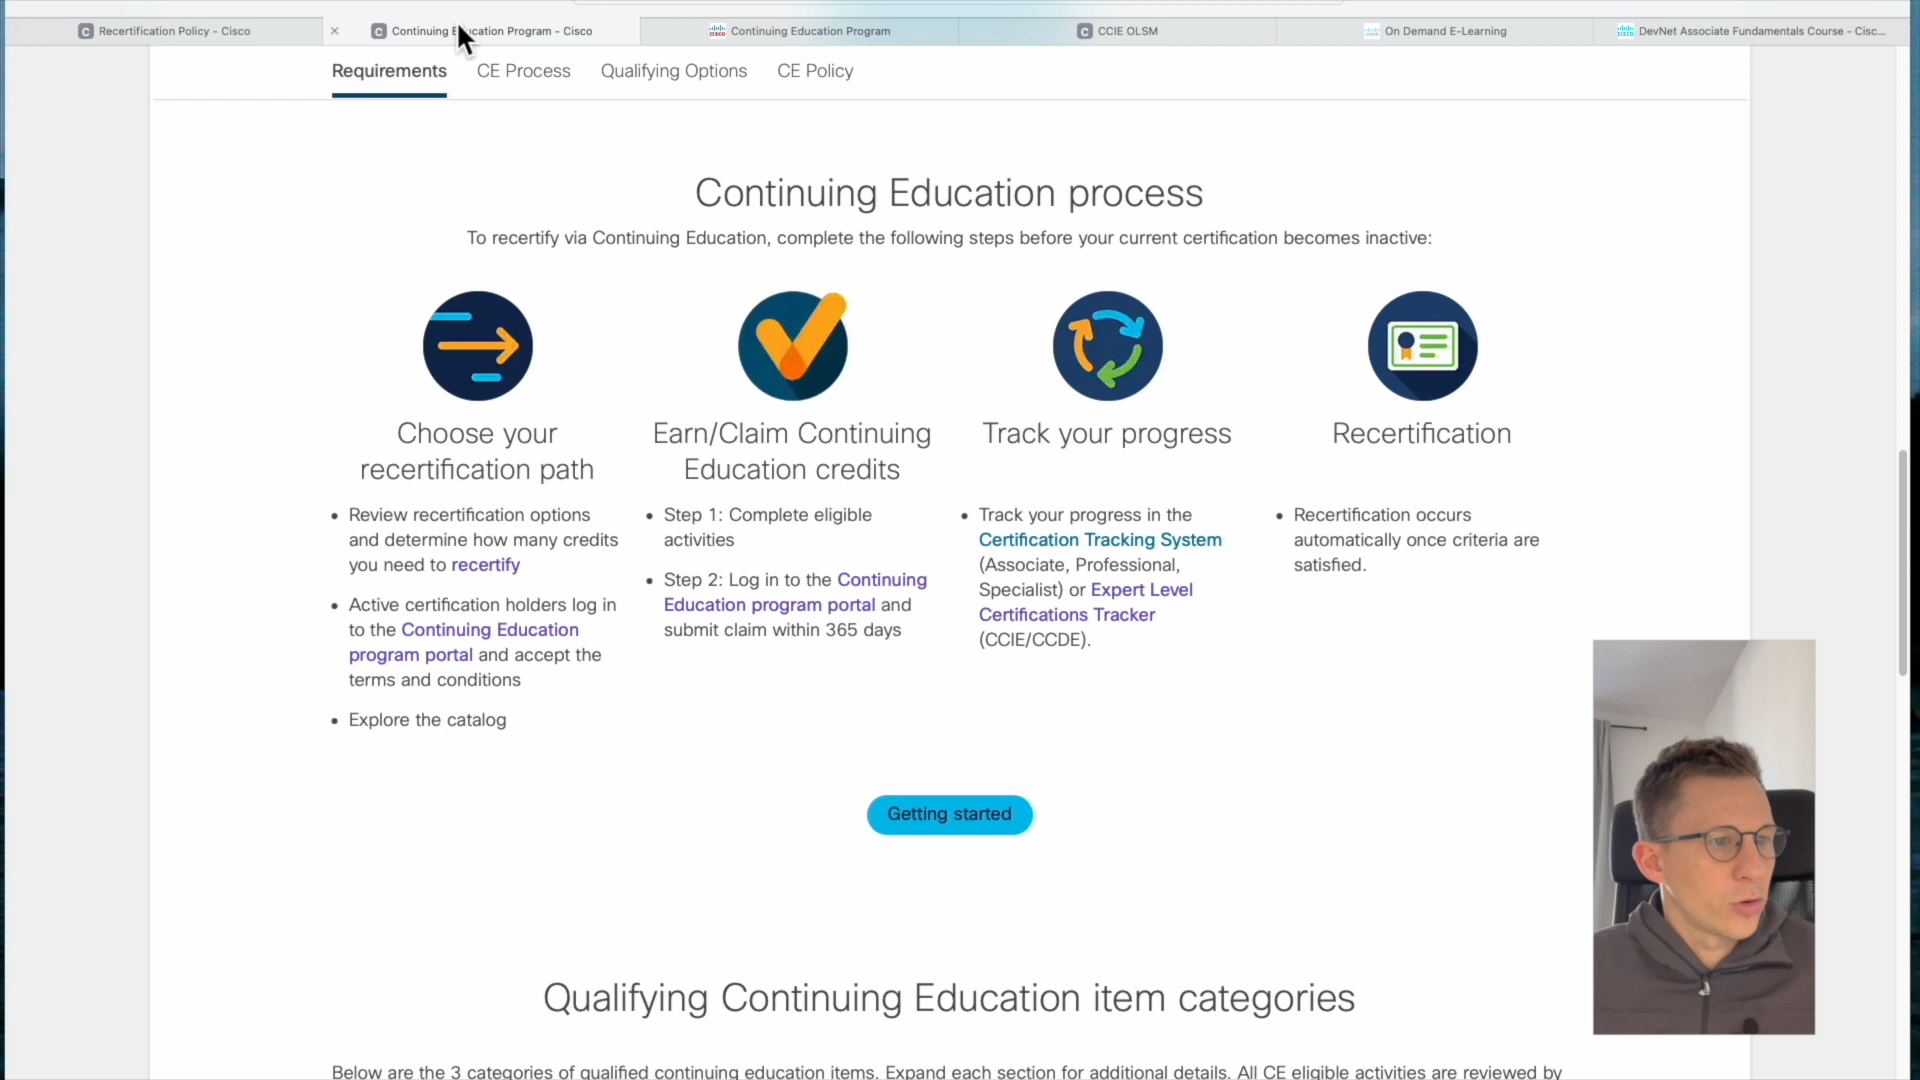 Recertification Policy - Cisco
Continuing Education Program - Cisco
Continuing Education Program
CCIE OLSM
On Demand E-Learning
DevNet Associate Fundamentals Course - Cisc...
Requirements
CE Process
Qualifying Options
CE Policy
Continuing Education process
To recertify via Continuing Education, complete the following steps before your current certification becomes inactive:
Choose your
recertification path
• Review recertification options
and determine how many credits
you need to recertify
• Active certification holders log in
to the Continuing Education
program portal and accept the
terms and conditions
• Explore the catalog
Earn/Claim Continuing
Education credits
• Step 1: Complete eligible
activities
• Step 2: Log in to the Continuing
Education program portal and
submit claim within 365 days
Track your progress
• Track your progress in the
Certification Tracking System
(Associate, Professional,
Specialist) or Expert Level
Certifications Tracker
(CCIE/CCDE).
Recertification
• Recertification occurs
automatically once criteria are
satisfied.
Getting started
Qualifying Continuing Education item categories
Below are the 3 categories of qualified continuing education items. Expand each section for additional details. All CE eligible activities are reviewed by